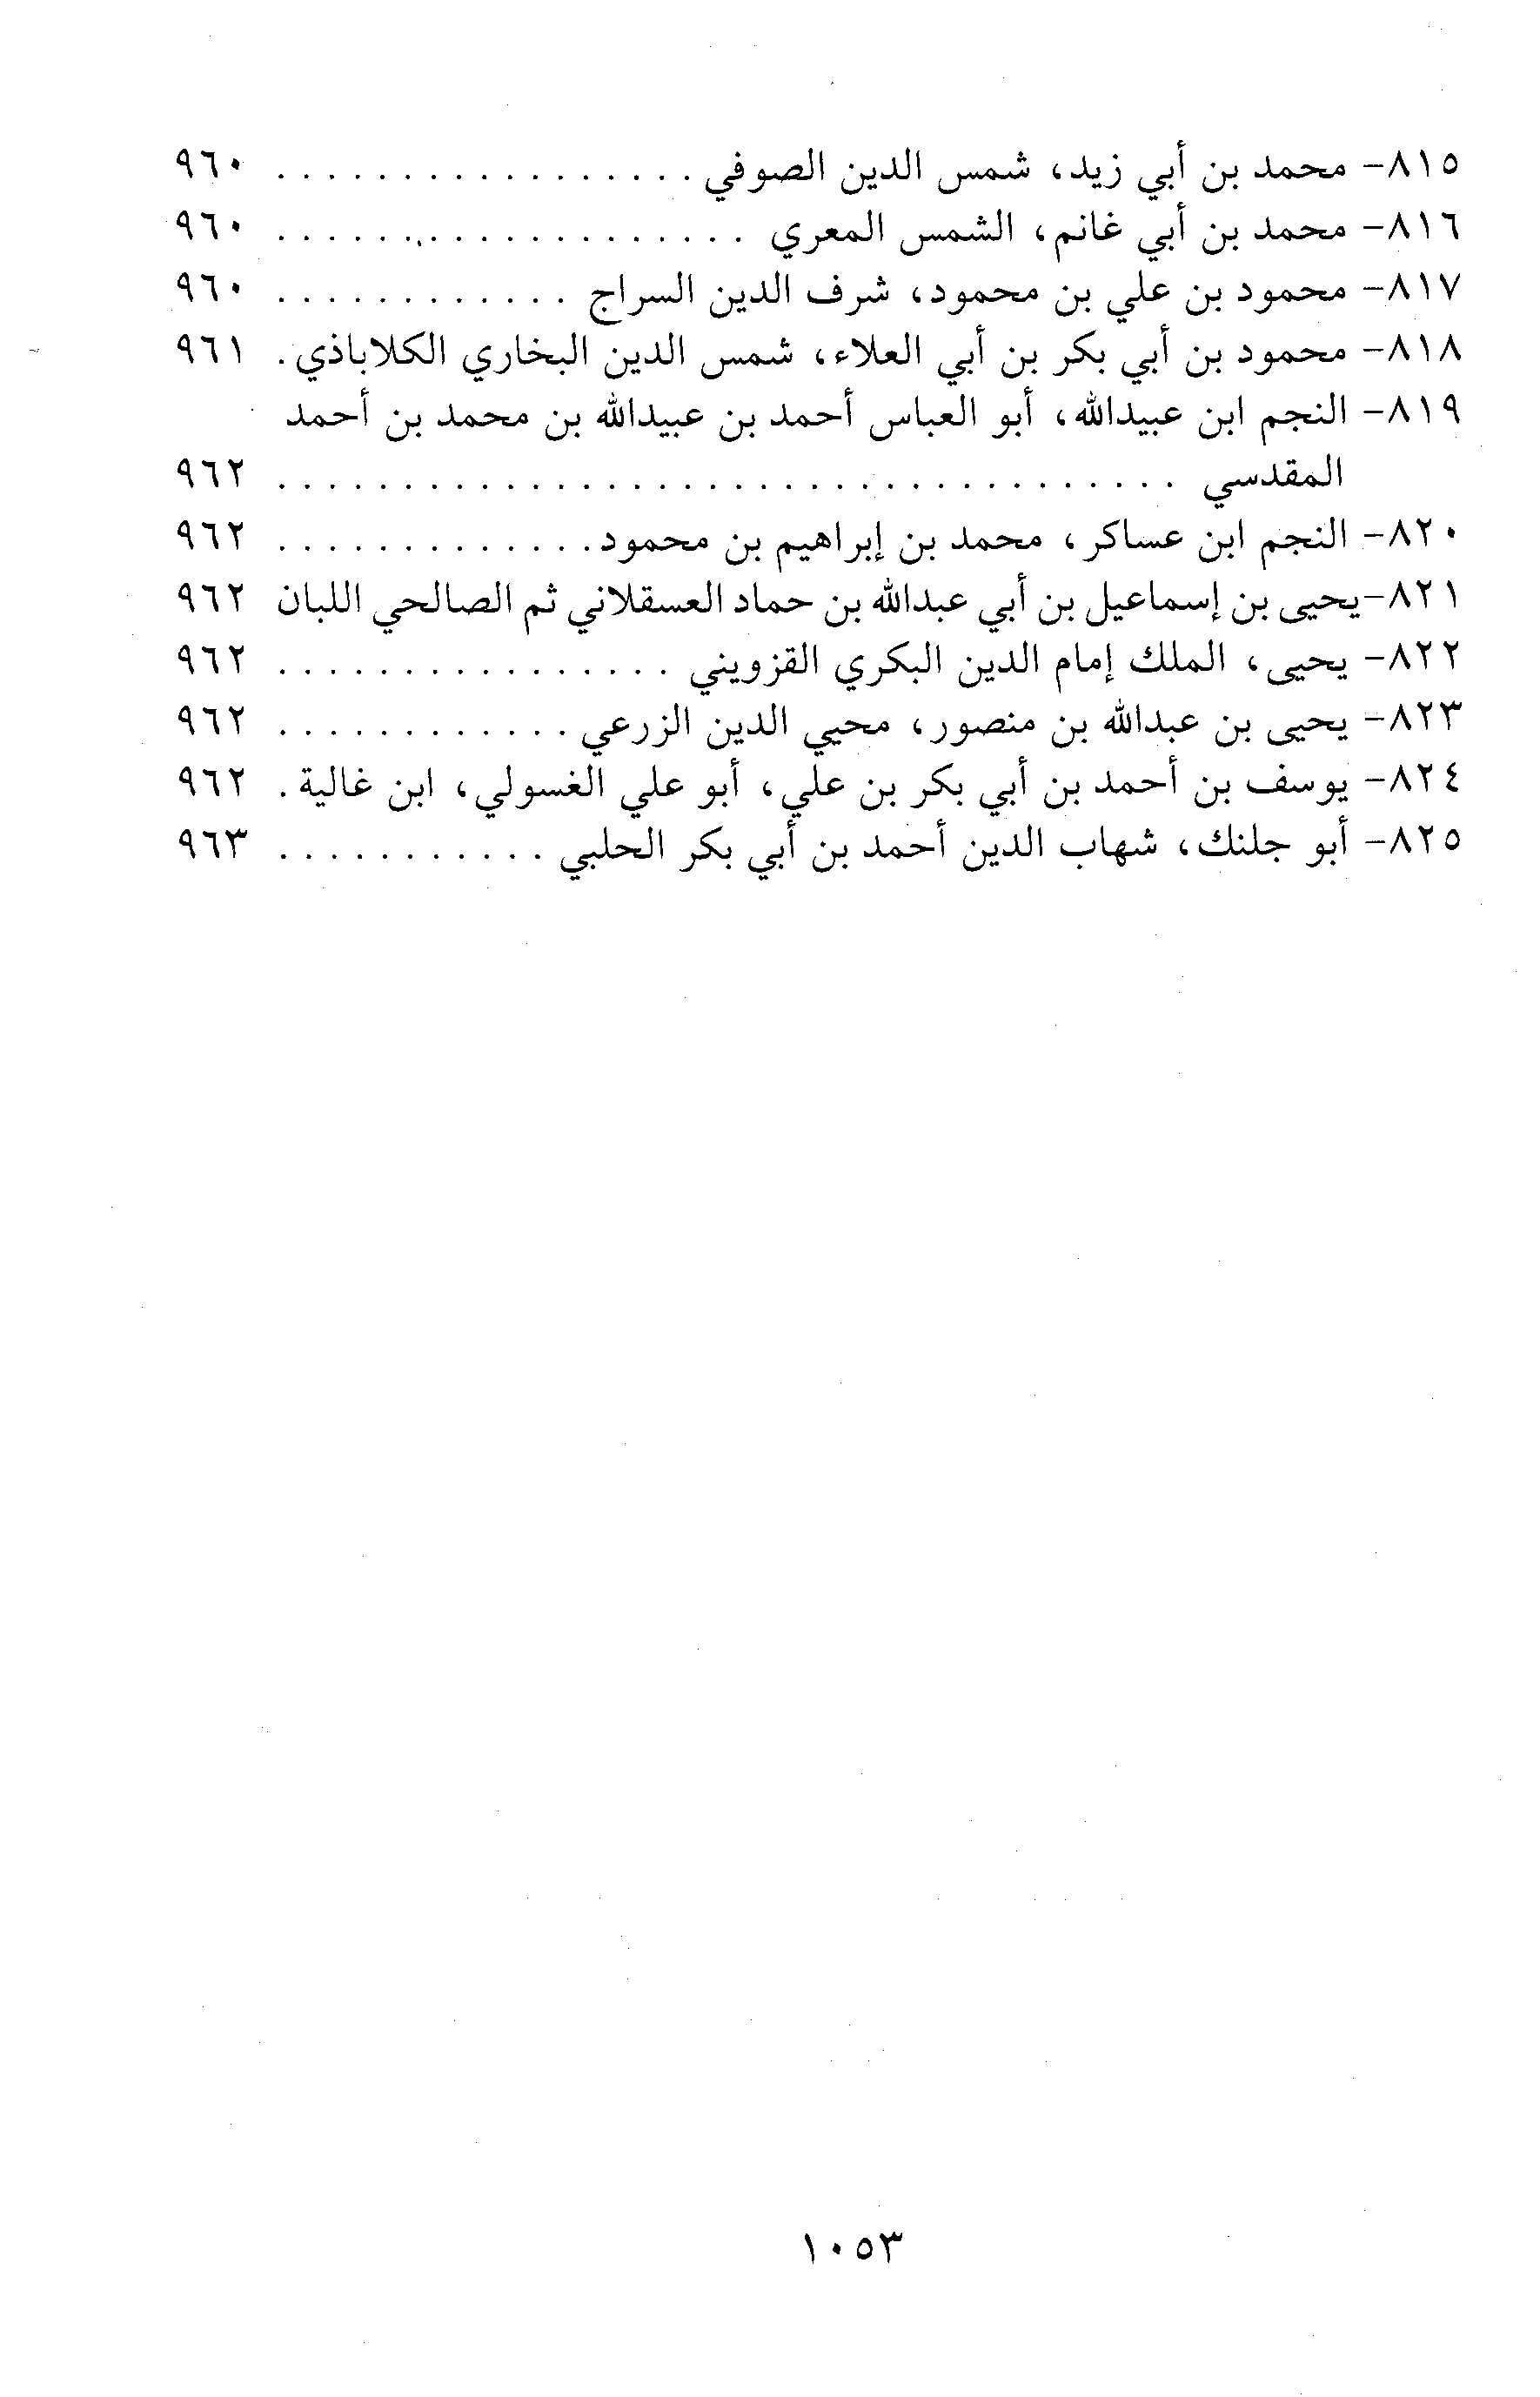 ٨١٥- محمد بن أبي زيد، شمس الدين الصوفي . . . . . . . . . . . . . . . . . ٩٦٠
٨١٦- محمد بن أبي غانم، الشمس المعري . . . . . . . . . . . . . . . . . . . ٩٦٠
٨١٧- محمود بن علي بن محمود، شرف الدين السراج . . . . . . . . . . . . ٩٦٠
٨١٨- محمود بن أبي بكر بن أبي العلاء، شمس الدين البخاري الكلاباذي . ٩٦١
٨١٩- النجم ابن عبيدالله، أبو العباس أحمد بن عبيدالله بن محمد بن أحمد
المقدسي . . . . . . . . . . . . . . . . . . . . . . . . . . . . . . . . . . . . ٩٦٢
٨٢٠- النجم ابن عساكر، محمد بن إبراهيم بن محمود . . . . . . . . . . . . . ٩٦٢
٨٢١-يحيى بن إسماعيل بن أبي عبدالله بن حماد العسقلاني ثم الصالحي اللبان ٩٦٢
٨٢٢- يحيى، الملك إمام الدين البكري القزويني . . . . . . . . . . . . . . . . ٩٦٢
٨٢٣- يحيى بن عبدالله بن منصور، محيي الدين الزرعي . . . . . . . . . . . . ٩٦٢
٨٢٤- يوسف بن أحمد بن أبي بكر بن علي، أبو علي الغسولي، ابن غالية . ٩٦٢
٨٢٥- أبو جلنك، شهاب الدين أحمد بن أبي بكر الحلبي . . . . . . . . . . . ٩٦٣
١٠٥٣